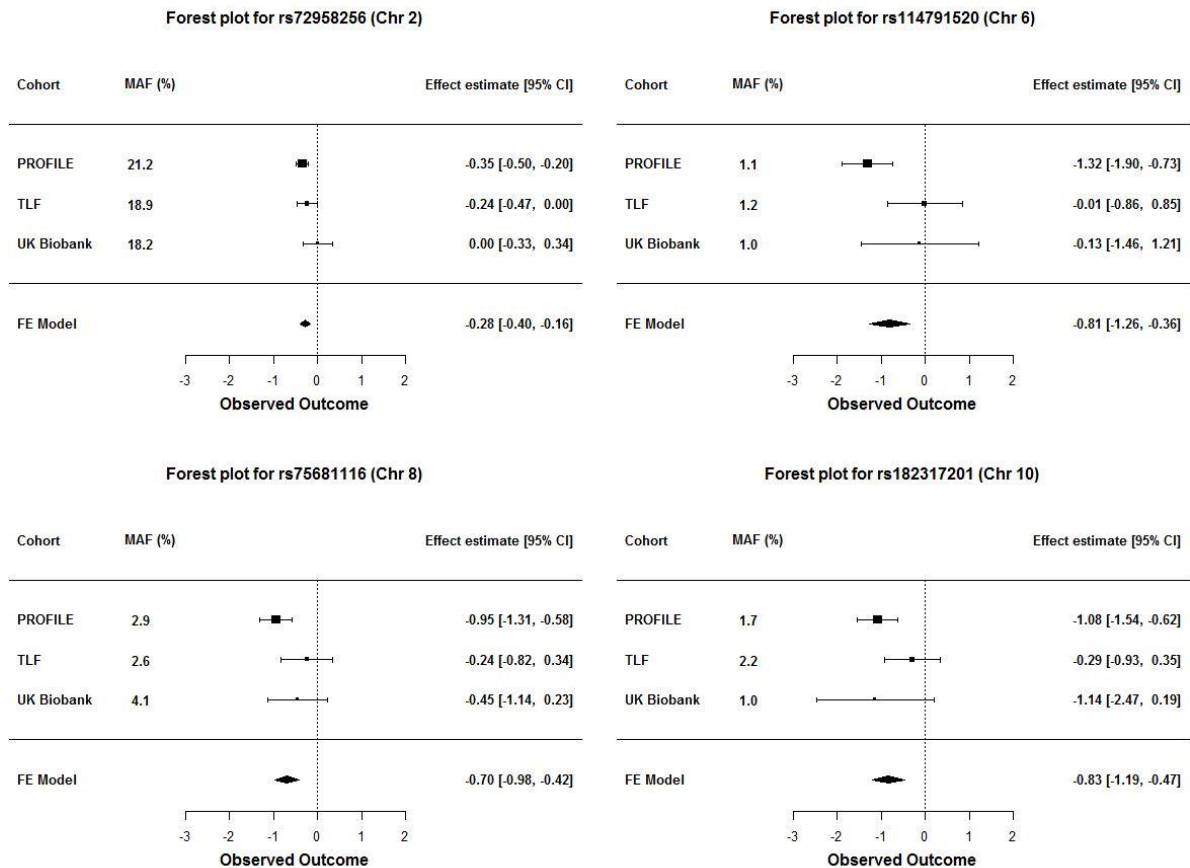 Forest plot for rs72958256 (Chr 2)
Cohort MAF (%) Effect estimate [95% CI]
PROFILE 21.2 -0.35 [-0.50, -0.20]
TLF 18.9 -0.24 [-0.47, 0.00]
UK Biobank 18.2 0.00 [-0.33, 0.34]
FE Model -0.28 [-0.40, -0.16]
-3 -2 -1 0 1 2
Observed Outcome
Forest plot for rs114791520 (Chr 6)
Cohort MAF (%) Effect estimate [95% CI]
PROFILE 1.1 -1.32 [-1.90, -0.73]
TLF 1.2 -0.01 [-0.86, 0.85]
UK Biobank 1.0 -0.13 [-1.46, 1.21]
FE Model -0.81 [-1.26, -0.36]
-3 -2 -1 0 1 2
Observed Outcome
Forest plot for rs75681116 (Chr 8)
Cohort MAF (%) Effect estimate [95% CI]
PROFILE 2.9 -0.95 [-1.31, -0.58]
TLF 2.6 -0.24 [-0.82, 0.34]
UK Biobank 4.1 -0.45 [-1.14, 0.23]
FE Model -0.70 [-0.98, -0.42]
-3 -2 -1 0 1 2
Observed Outcome
Forest plot for rs182317201 (Chr 10)
Cohort MAF (%) Effect estimate [95% CI]
PROFILE 1.7 -1.08 [-1.54, -0.62]
TLF 2.2 -0.29 [-0.93, 0.35]
UK Biobank 1.0 -1.14 [-2.47, 0.19]
FE Model -0.83 [-1.19, -0.47]
-3 -2 -1 0 1 2
Observed Outcome